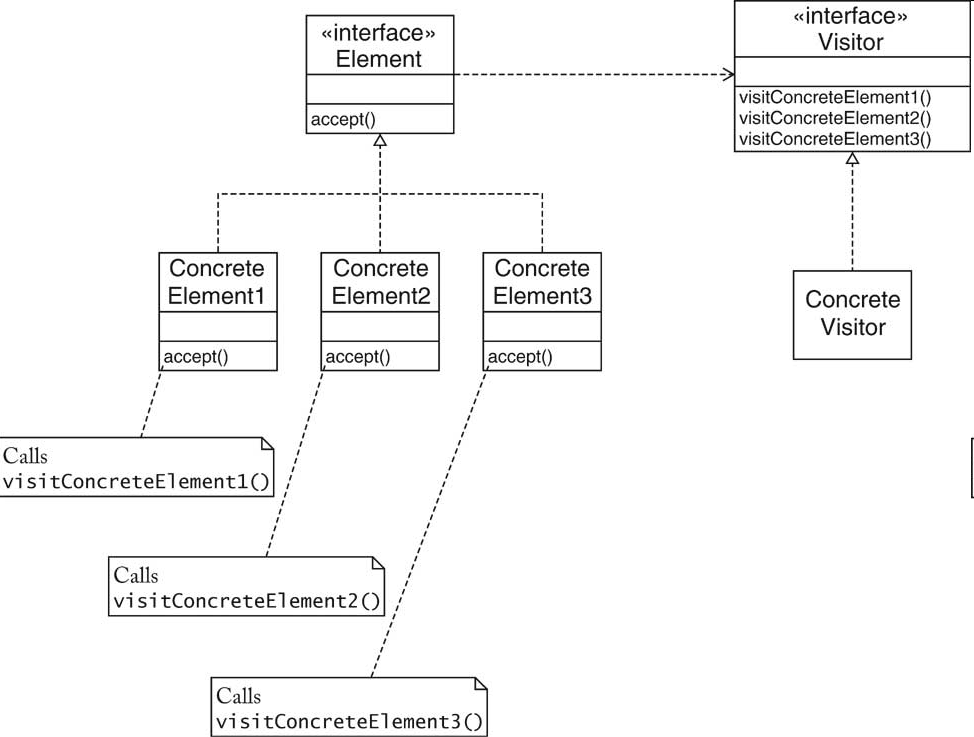 «interface»
Element
accept()
«interface»
Visitor
visitConcreteElement1()
visitConcreteElement2()
visitConcreteElement3()
Concrete
Element1
accept()
Concrete
Element2
accept()
Concrete
Element3
accept()
Concrete
Visitor
Calls
visitConcreteElement1()
Calls
visitConcreteElement2()
Calls
visitConcreteElement3()